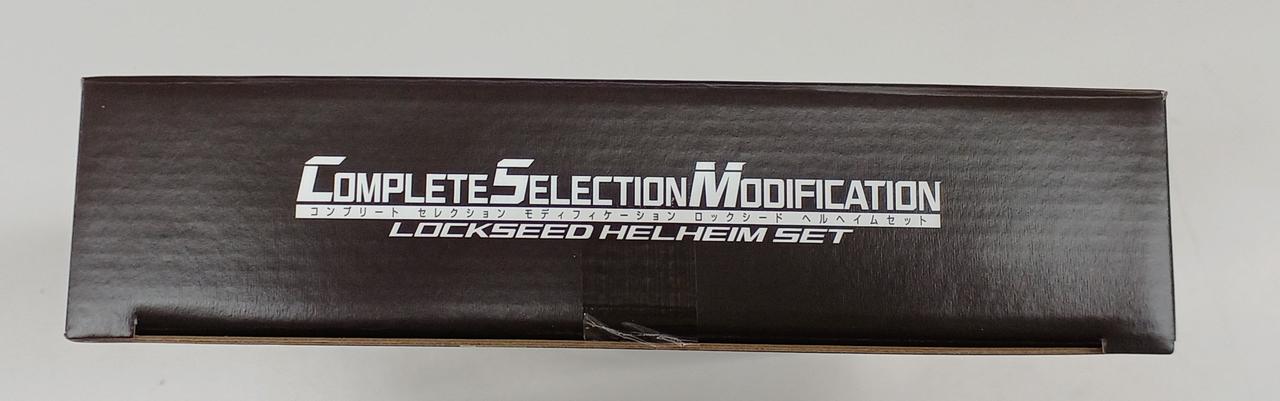 COMPLETE SELECTION MODIFICATION
コンプリート セレクション モディフィケーション ロックシード ヘルヘイムセット
LOCKSEED HELHEIM SET